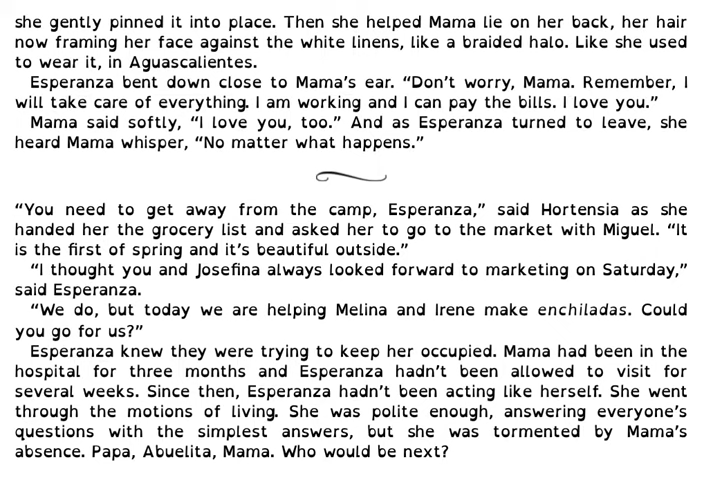 she gently pinned it into place. Then she helped Mama lie on her back, her hair
now framing her face against the white linens, like a braided halo. Like she used
to wear it, in Aguascalientes.
Esperanza bent down close to Mama's ear. “Don't worry, Mama. Remember, I
will take care of everything. I am working and I can pay the bills. I love you.”
Mama said softly, “I love you, too.” And as Esperanza turned to leave, she
heard Mama whisper, “No matter what happens.”
“You need to get away from the camp, Esperanza,” said Hortensia as she
handed her the grocery list and asked her to go to the market with Miguel. “It
is the first of spring and it's beautiful outside.”
“I thought you and Josefina always looked forward to marketing on Saturday,”
said Esperanza.
“We do, but today we are helping Melina and Irene make enchiladas. Could
you go for us?”
Esperanza knew they were trying to keep her occupied. Mama had been in the
hospital for three months and Esperanza hadn't been allowed to visit for
several weeks. Since then, Esperanza hadn't been acting like herself. She went
through the motions of living. She was polite enough, answering everyone's
questions with the simplest answers, but she was tormented by Mama's
absence. Papa, Abuelita, Mama. Who would be next?